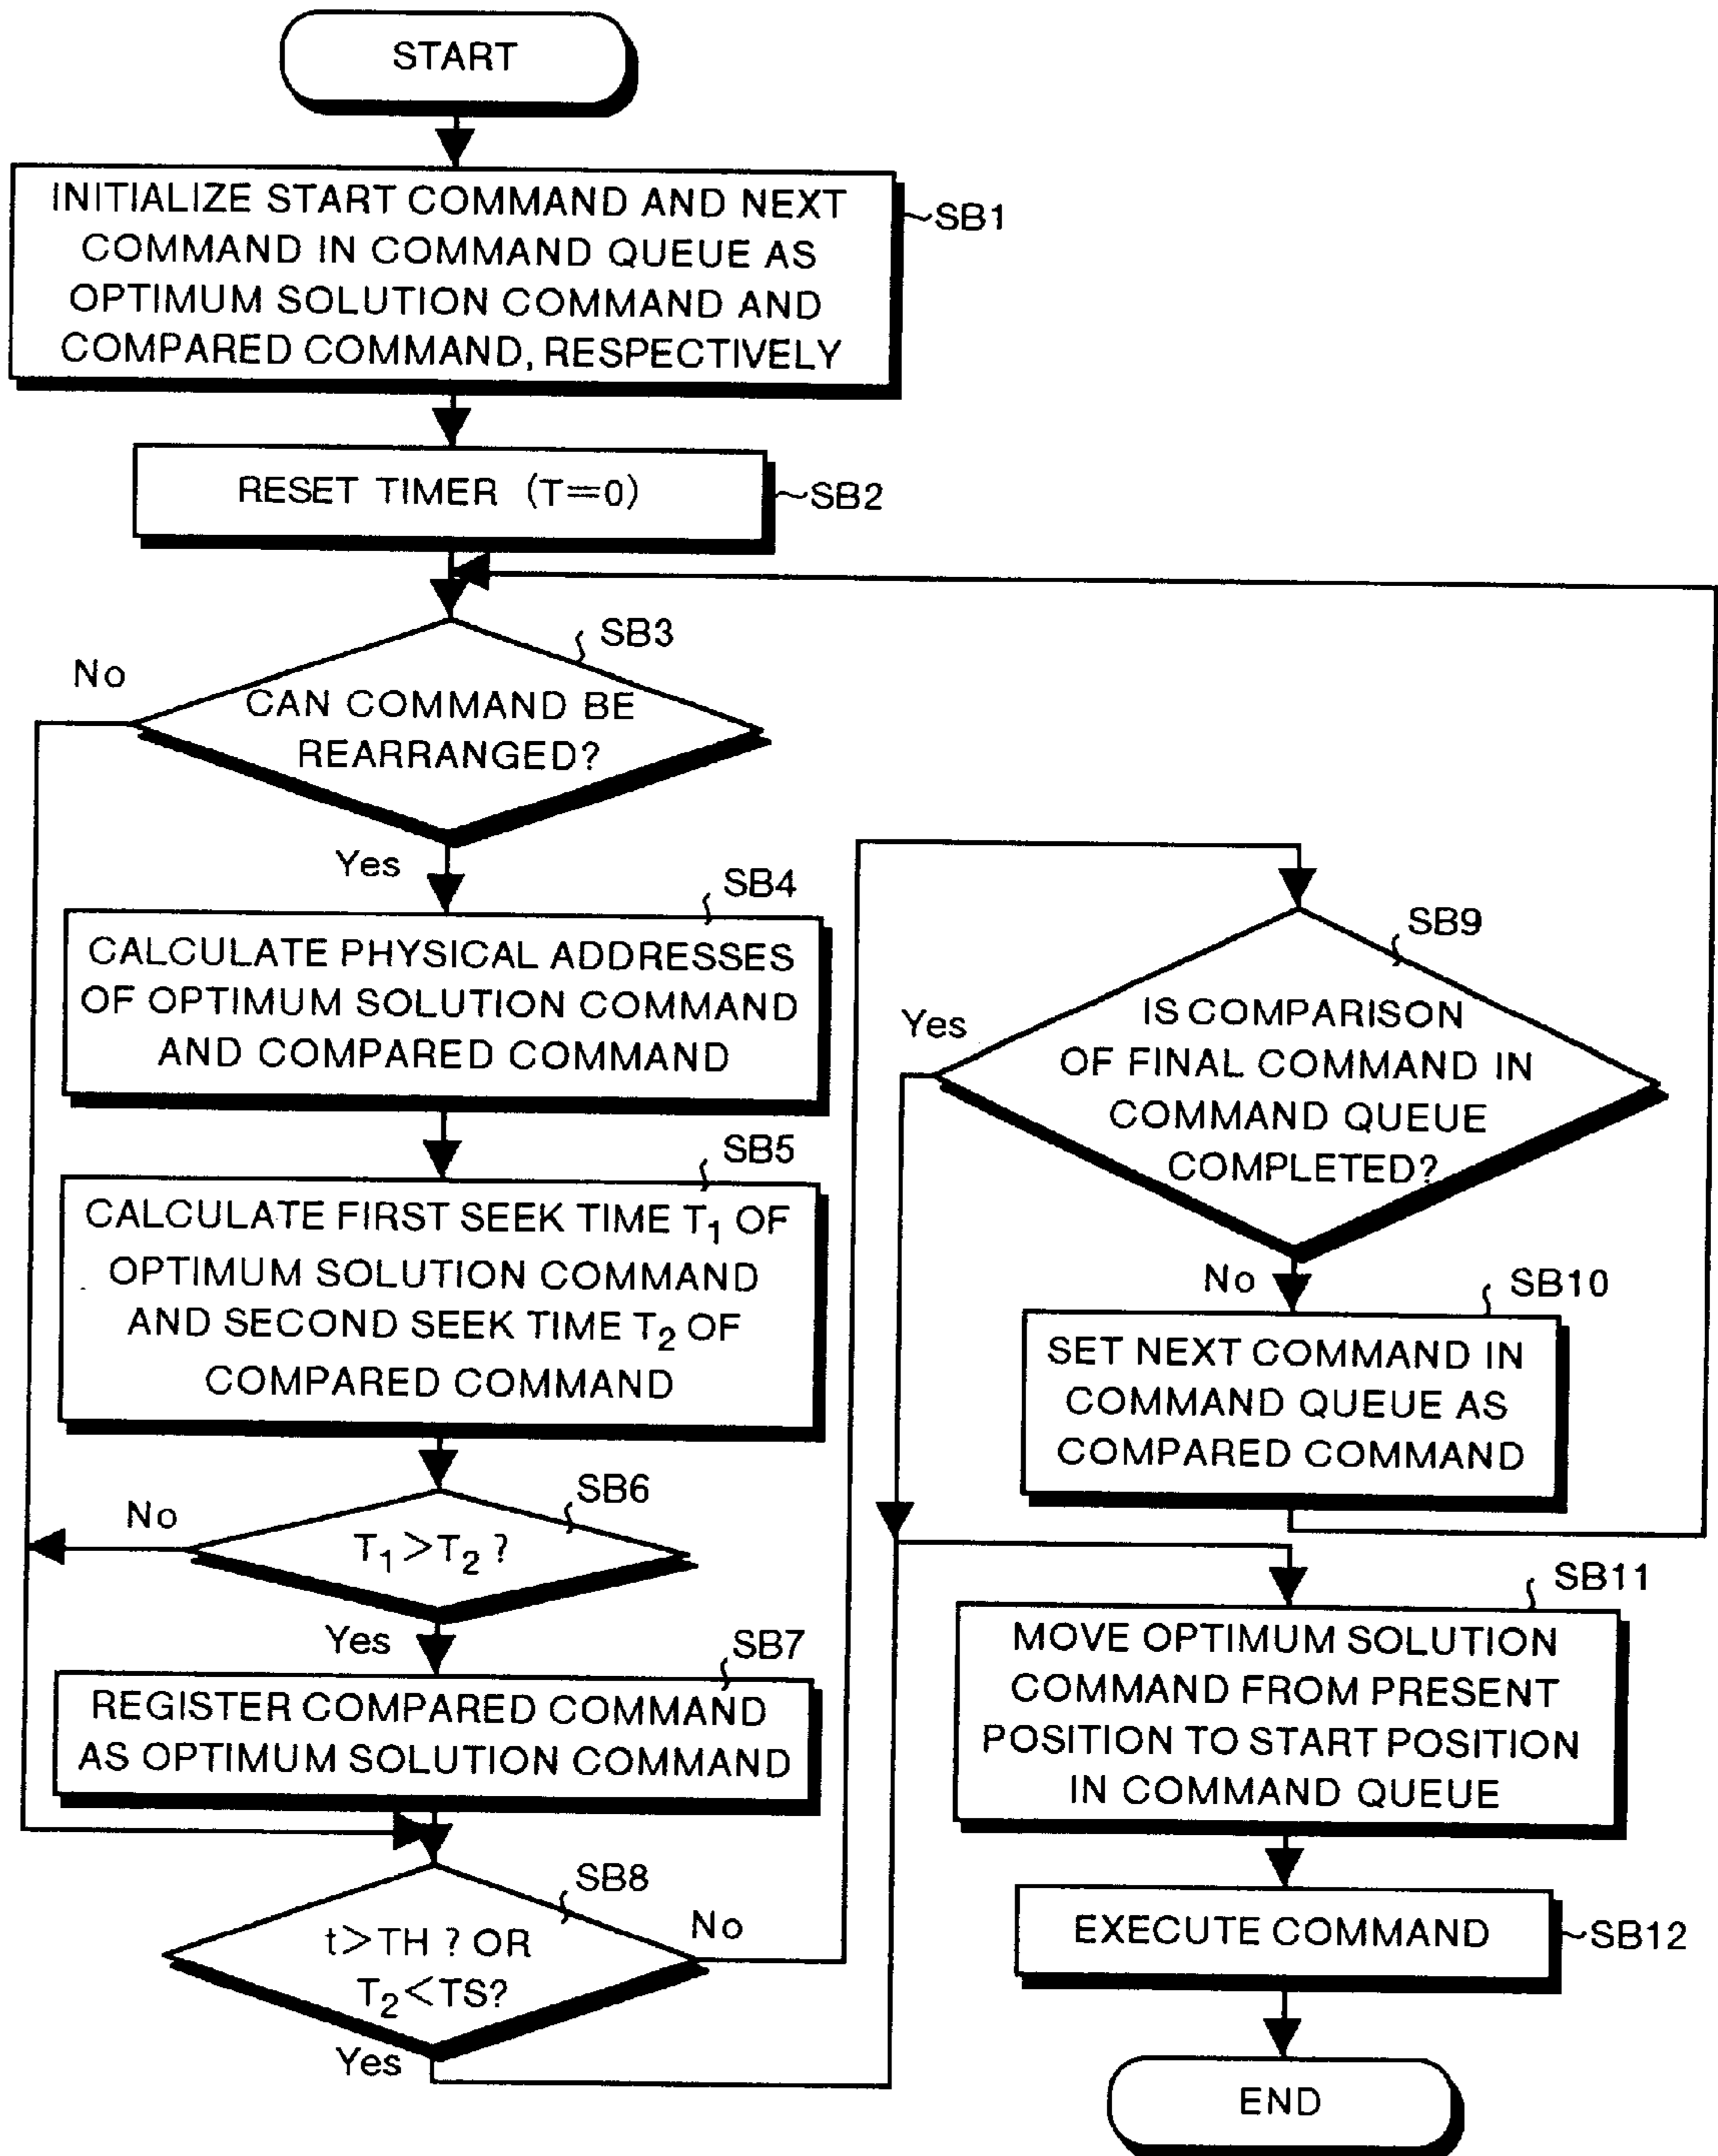 START
INITIALIZE START COMMAND AND NEXT
COMMAND IN COMMAND QUEUE AS
OPTIMUM SOLUTION COMMAND AND
COMPARED COMMAND, RESPECTIVELY
SB1
RESET TIMER (T=0)
SB2
SB3
No
CAN COMMAND BE
REARRANGED?
Yes
SB4
CALCULATE PHYSICAL ADDRESSES
OF OPTIMUM SOLUTION COMMAND
AND COMPARED COMMAND
SB5
CALCULATE FIRST SEEK TIME T1 OF
OPTIMUM SOLUTION COMMAND
AND SECOND SEEK TIME T2 OF
COMPARED COMMAND
SB6
No
T1>T2 ?
Yes
SB7
REGISTER COMPARED COMMAND
AS OPTIMUM SOLUTION COMMAND
SB8
No
t>TH ? OR
T2<TS?
Yes
SB9
Yes
IS COMPARISON
OF FINAL COMMAND IN
COMMAND QUEUE
COMPLETED?
No
SB10
SET NEXT COMMAND IN
COMMAND QUEUE AS
COMPARED COMMAND
SB11
MOVE OPTIMUM SOLUTION
COMMAND FROM PRESENT
POSITION TO START POSITION
IN COMMAND QUEUE
EXECUTE COMMAND
SB12
END